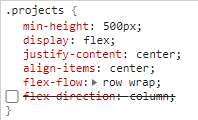 .projects {
min-height: 500px;
display: flex;
justify-content: center;
align-items: center;
flex-flow: row wrap;
flex-direction: column;
}